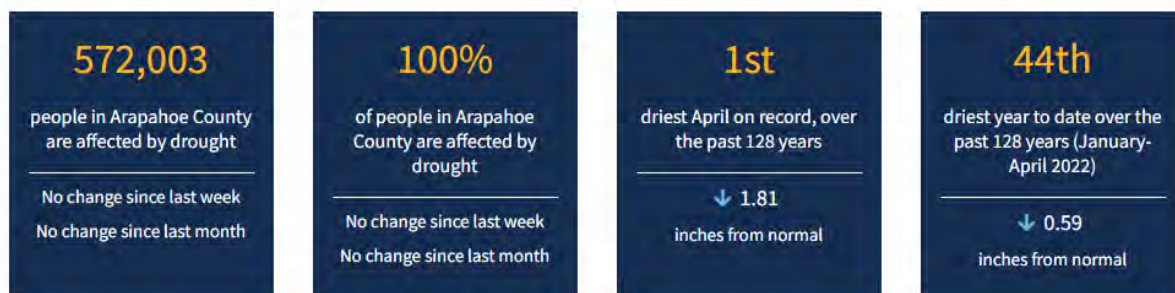 572,003
people in Arapahoe County
are affected by drought
No change since last week
No change since last month
100%
of people in Arapahoe
County are affected by
drought
No change since last week
No change since last month
1st
driest April on record, over
the past 128 years
↓ 1.81
inches from normal
44th
driest year to date over the
past 128 years (January-
April 2022)
↓ 0.59
inches from normal